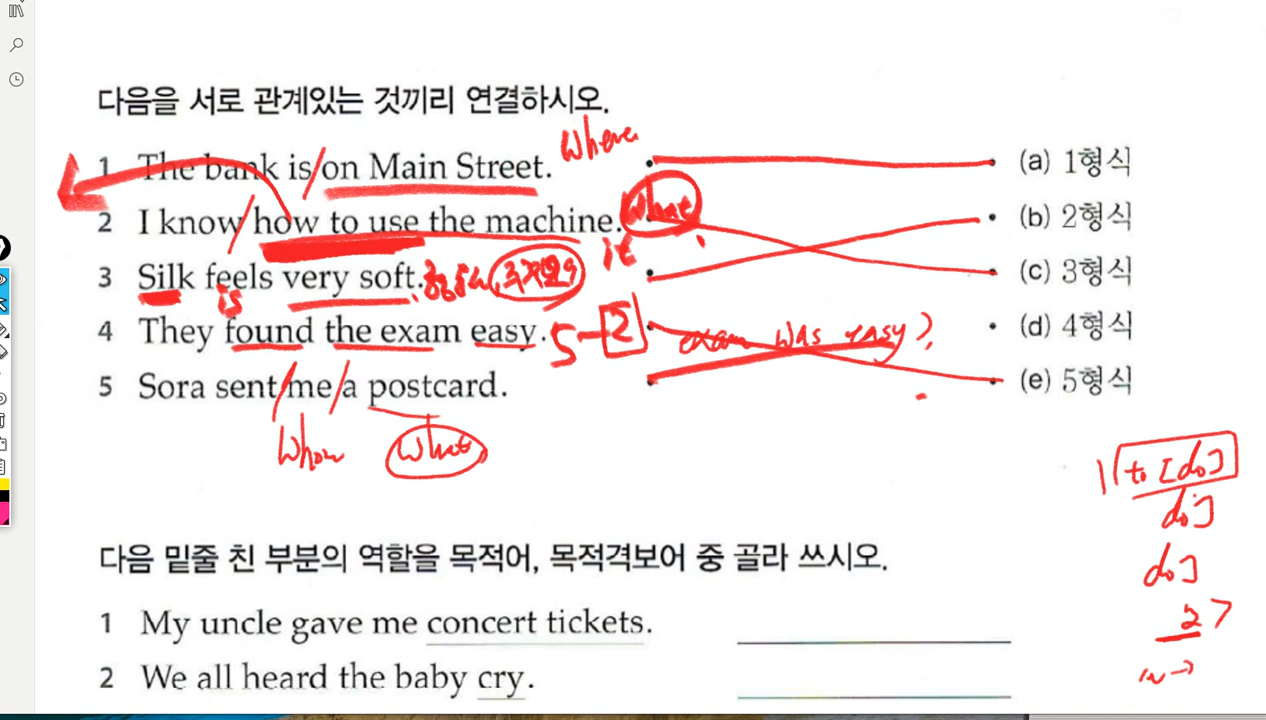 다음을 서로 관계있는 것끼리 연결하시오.
where
1 The bank is/on Main Street. (a) 1형식
2 I know/how to use the machine. what (b) 2형식
it
3 Silk feels very soft. (c) 3형식
is
4 They found the exam easy. 5-2 exam was easy (d) 4형식
5 Sora sent/me/a postcard. (e) 5형식
whom what
to [do]
do]
do]
2
다음 밑줄 친 부분의 역할을 목적어, 목적격보어 중 골라 쓰시오.
1 My uncle gave me concert tickets.
2 We all heard the baby cry.